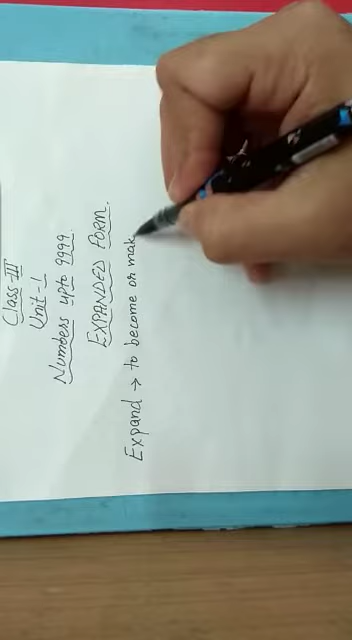 Class-III
Unit-1
Numbers upto 9999.
EXPANDED FORM.
Expand → to become or mak